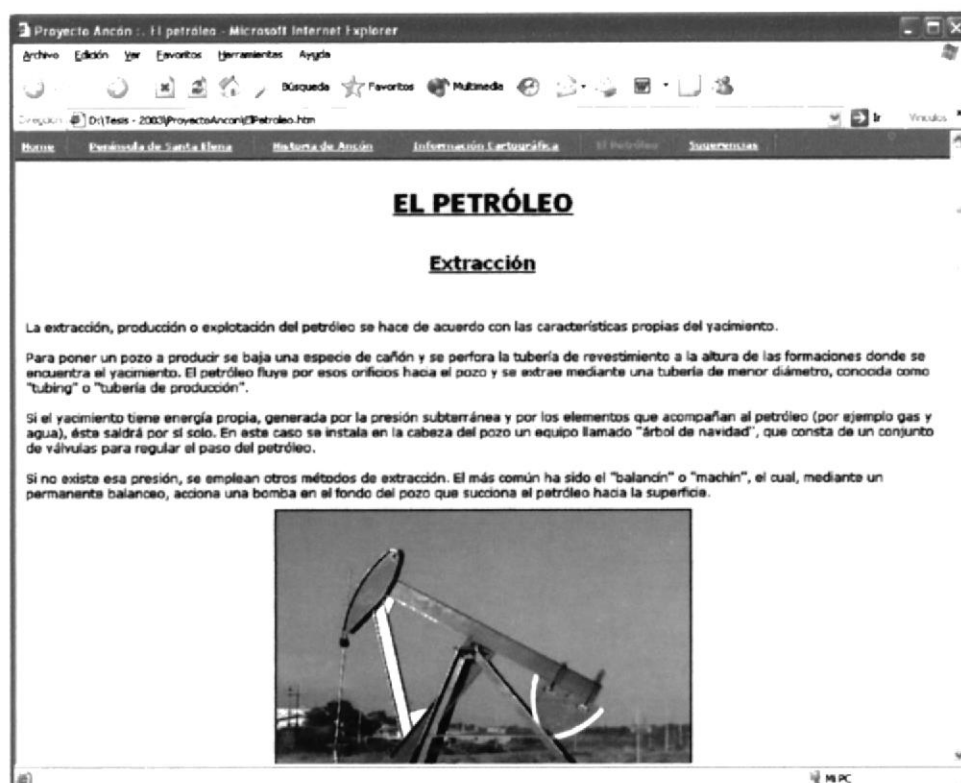 Proyecto Ancón :. El petróleo - Microsoft Internet Explorer
Archivo Edición Ver Favoritos Herramientas Ayuda
Búsqueda Favoritos Multimedia
Dirección D:\Tesis - 2003\ProyectoAncon\ElPetroleo.htm Ir Vínculos
Home Península de Santa Elena Historia de Ancón Información Cartográfica El Petróleo Sugerencias
EL PETRÓLEO
Extracción
La extracción, producción o explotación del petróleo se hace de acuerdo con las características propias del yacimiento.
Para poner un pozo a producir se baja una especie de cañón y se perfora la tubería de revestimiento a la altura de las formaciones donde se
encuentra el yacimiento. El petróleo fluye por esos orificios hacia el pozo y se extrae mediante una tubería de menor diámetro, conocida como
"tubing" o "tubería de producción".
Si el yacimiento tiene energía propia, generada por la presión subterránea y por los elementos que acompañan al petróleo (por ejemplo gas y
agua), éste saldrá por sí solo. En este caso se instala en la cabeza del pozo un equipo llamado "árbol de navidad", que consta de un conjunto
de válvulas para regular el paso del petróleo.
Si no existe esa presión, se emplean otros métodos de extracción. El más común ha sido el "balancín" o "machín", el cual, mediante un
permanente balanceo, acciona una bomba en el fondo del pozo que succiona el petróleo hacia la superficie.
Mi PC